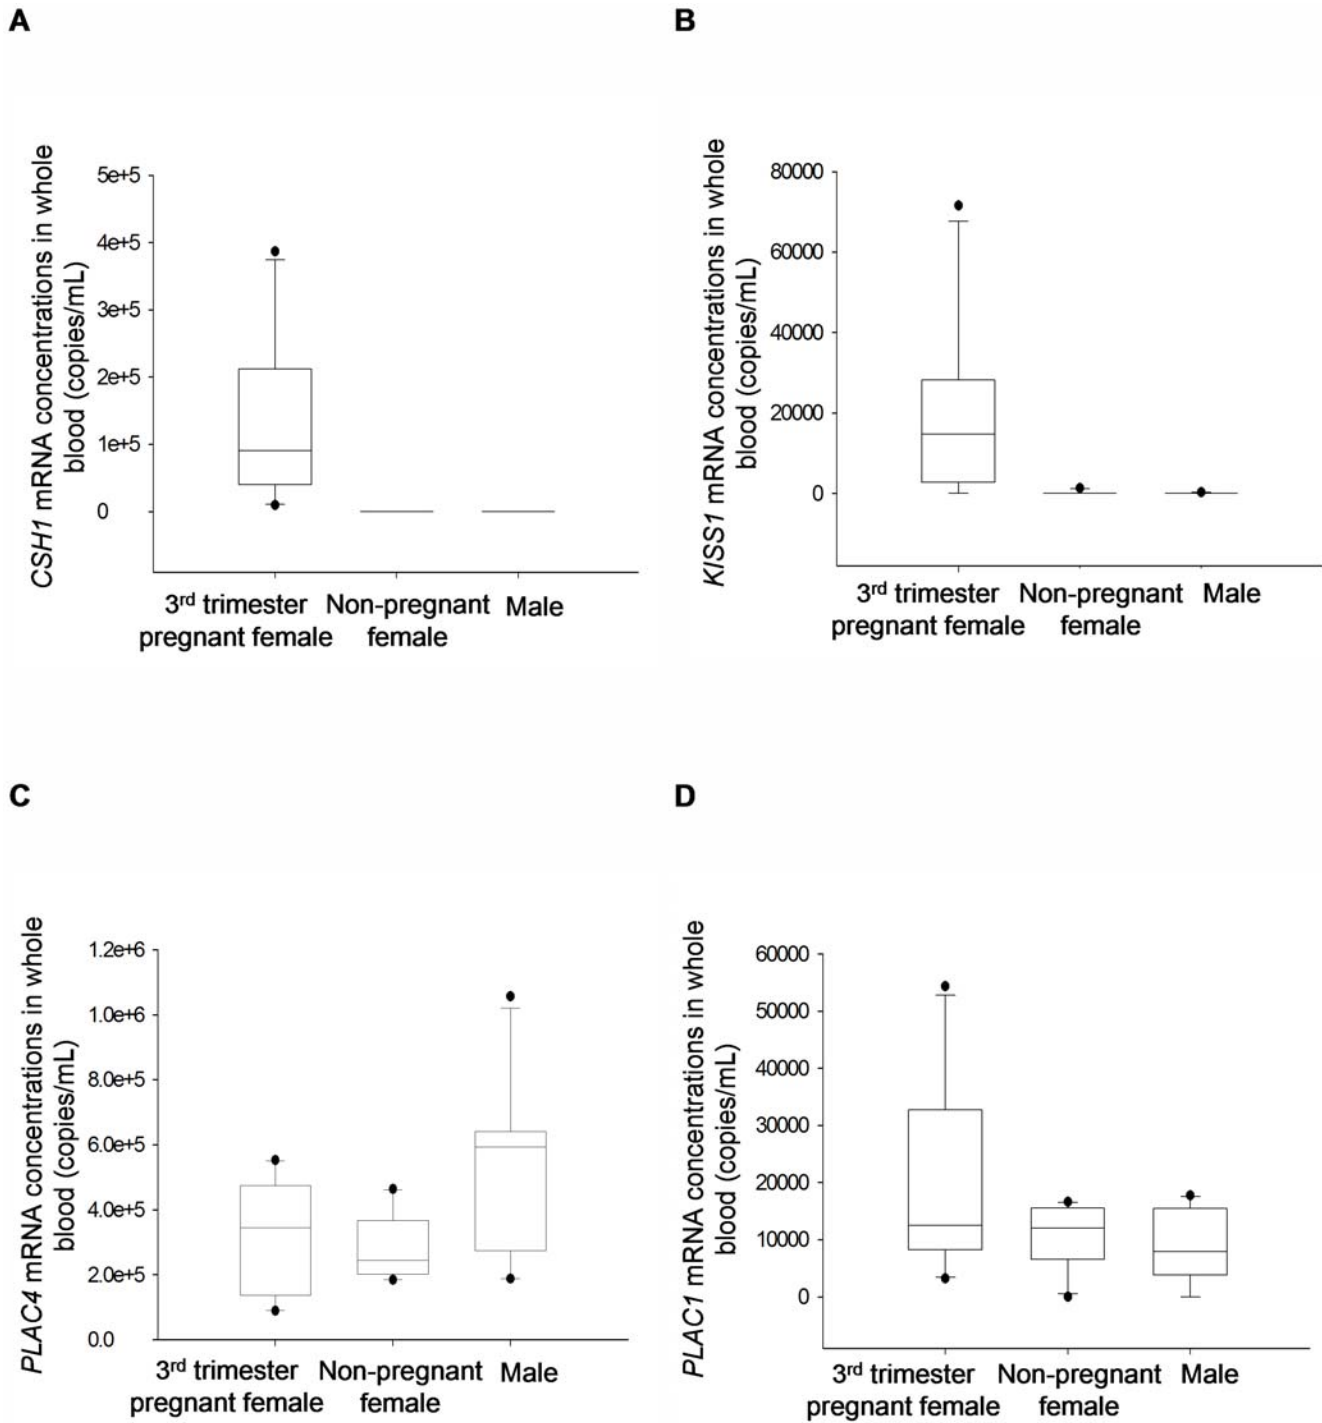 A
B
CSH1 mRNA concentrations in whole
blood (copies/mL)
5e+5
4e+5
3e+5
2e+5
1e+5
0
3rd trimester
pregnant female
Non-pregnant
female
Male
KISS1 mRNA concentrations in whole
blood (copies/mL)
80000
60000
40000
20000
0
3rd trimester
pregnant female
Non-pregnant
female
Male
C
D
PLAC4 mRNA concentrations in whole
blood (copies/mL)
1.2e+6
1.0e+6
8.0e+5
6.0e+5
4.0e+5
2.0e+5
0.0
3rd trimester
pregnant female
Non-pregnant
female
Male
PLAC1 mRNA concentrations in whole
blood (copies/mL)
60000
50000
40000
30000
20000
10000
0
3rd trimester
pregnant female
Non-pregnant
female
Male